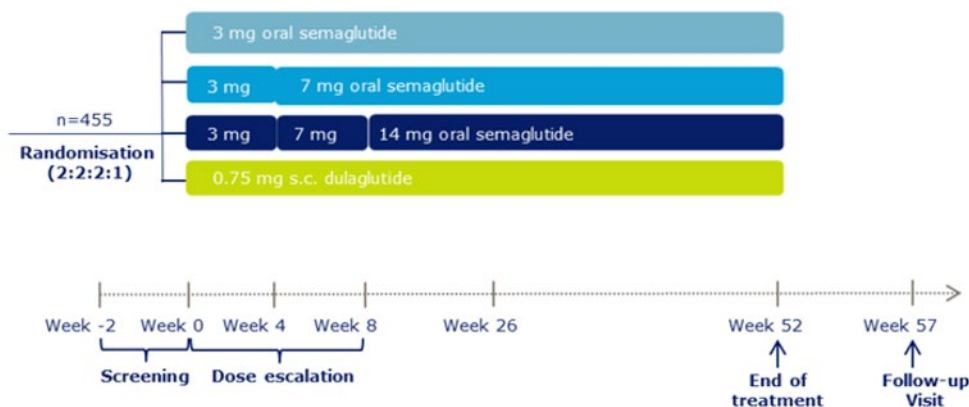 3 mg oral semaglutide
3 mg 7 mg oral semaglutide
n=455
3 mg 7 mg 14 mg oral semaglutide
Randomisation
(2:2:2:1)
0.75 mg s.c. dulaglutide
Week -2 Week 0 Week 4 Week 8 Week 26 Week 52 Week 57
Screening Dose escalation
End of Follow-up
treatment Visit